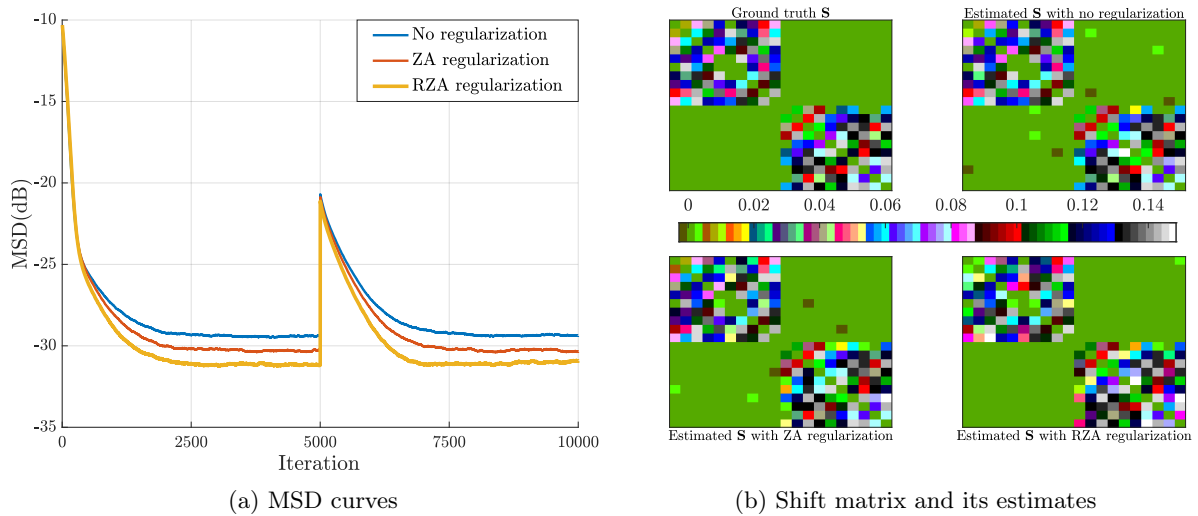 -10
-15
-20
-25
-30
-35
MSD(dB)
0
2500
5000
7500
10000
Iteration
No regularization
ZA regularization
RZA regularization
(a) MSD curves
Ground truth S
Estimated S with no regularization
0 0.02 0.04 0.06 0.08 0.1 0.12 0.14
Estimated S with ZA regularization
Estimated S with RZA regularization
(b) Shift matrix and its estimates